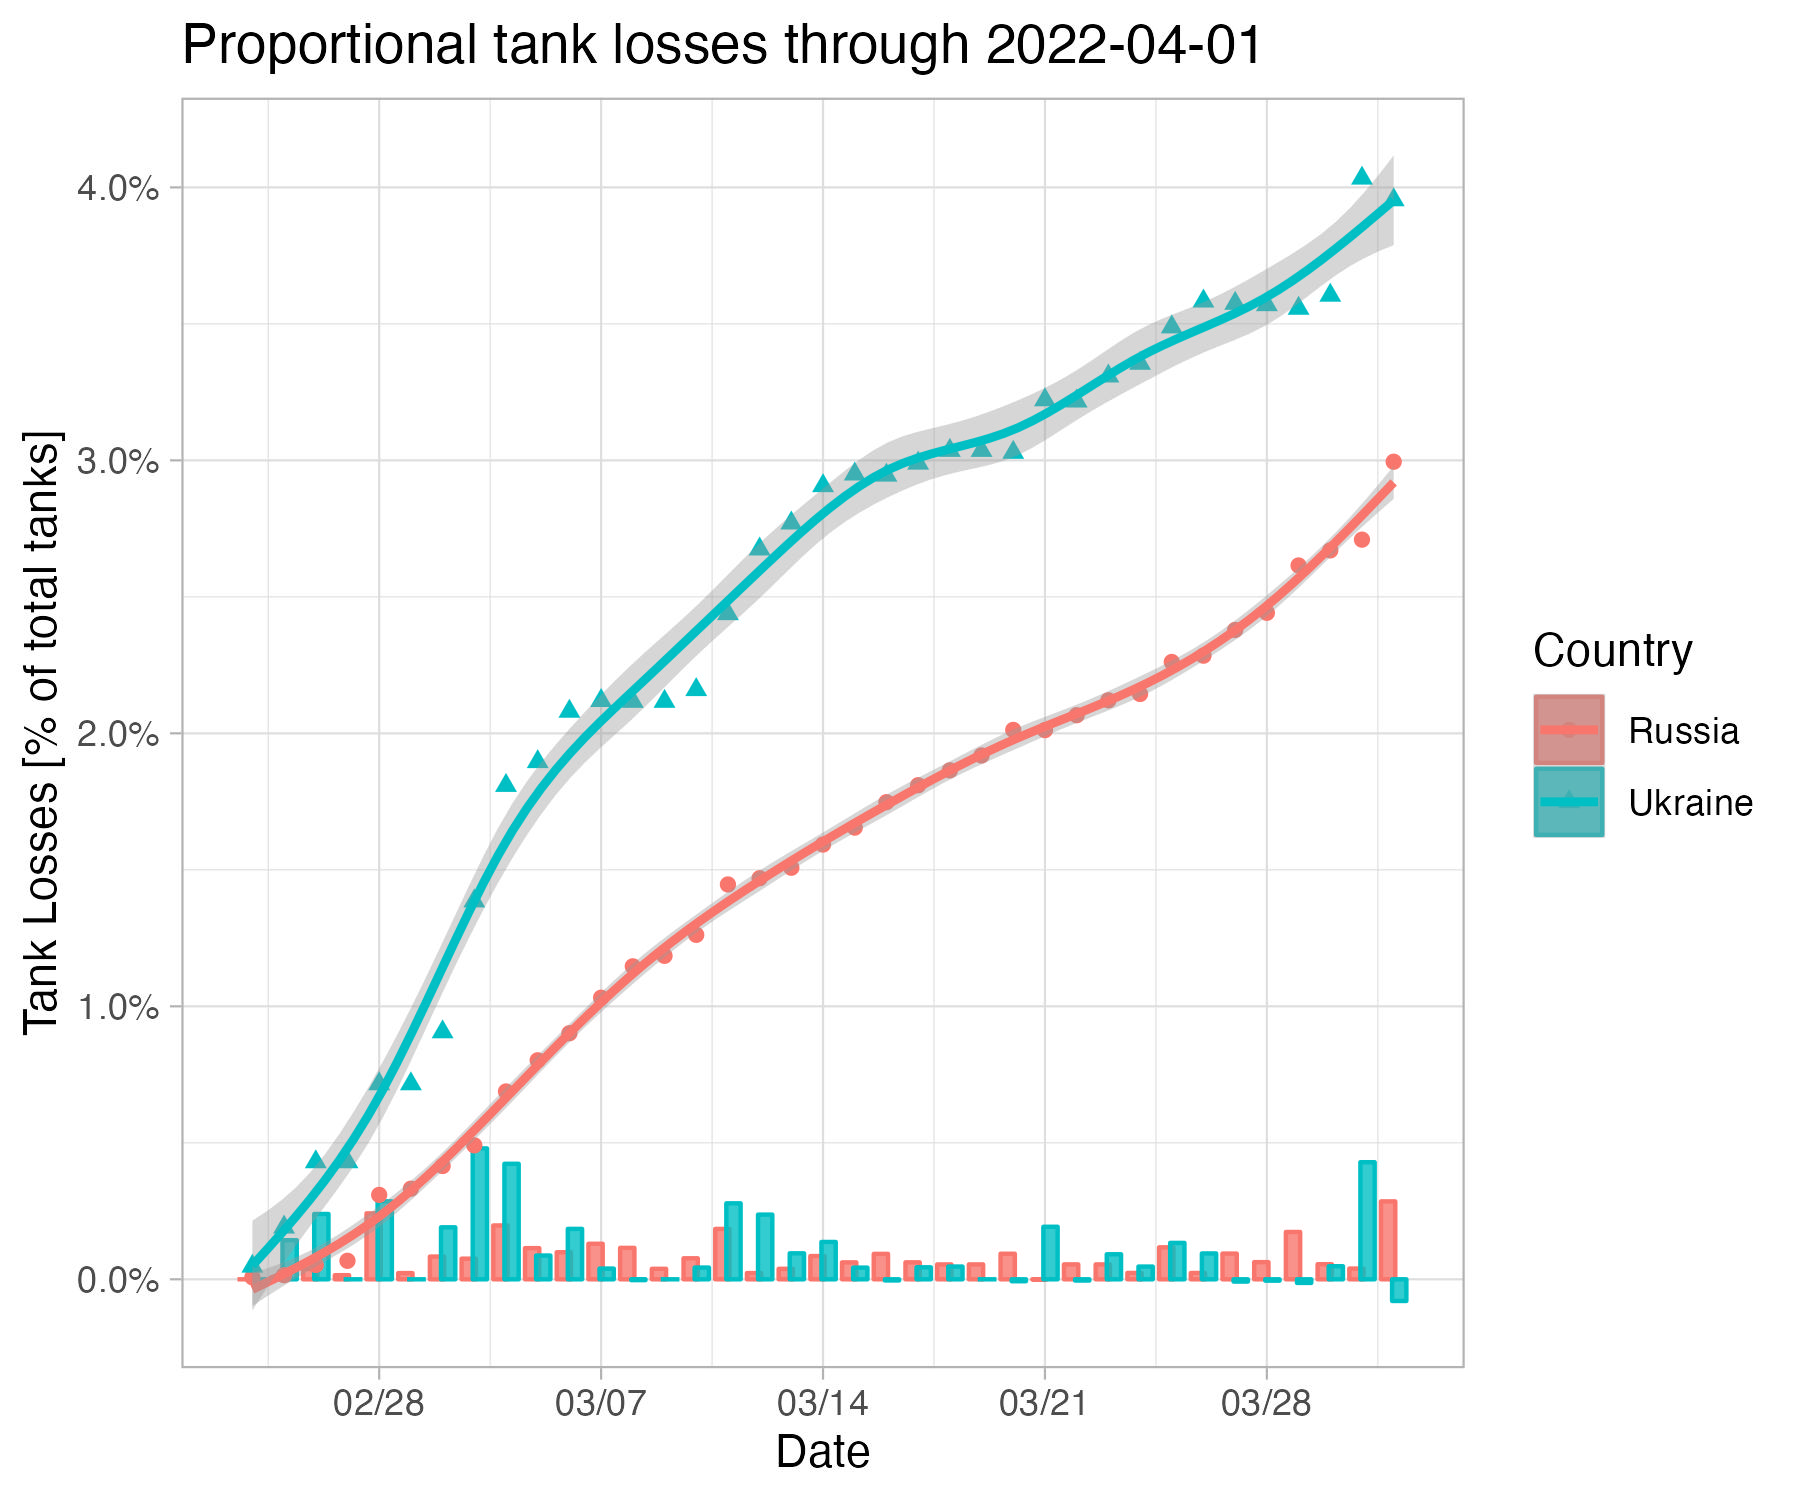 Proportional tank losses through 2022-04-01
Tank Losses [% of total tanks]
4.0%
3.0%
2.0%
1.0%
0.0%
02/28
03/07
03/14
03/21
03/28
Date
Country
Russia
Ukraine